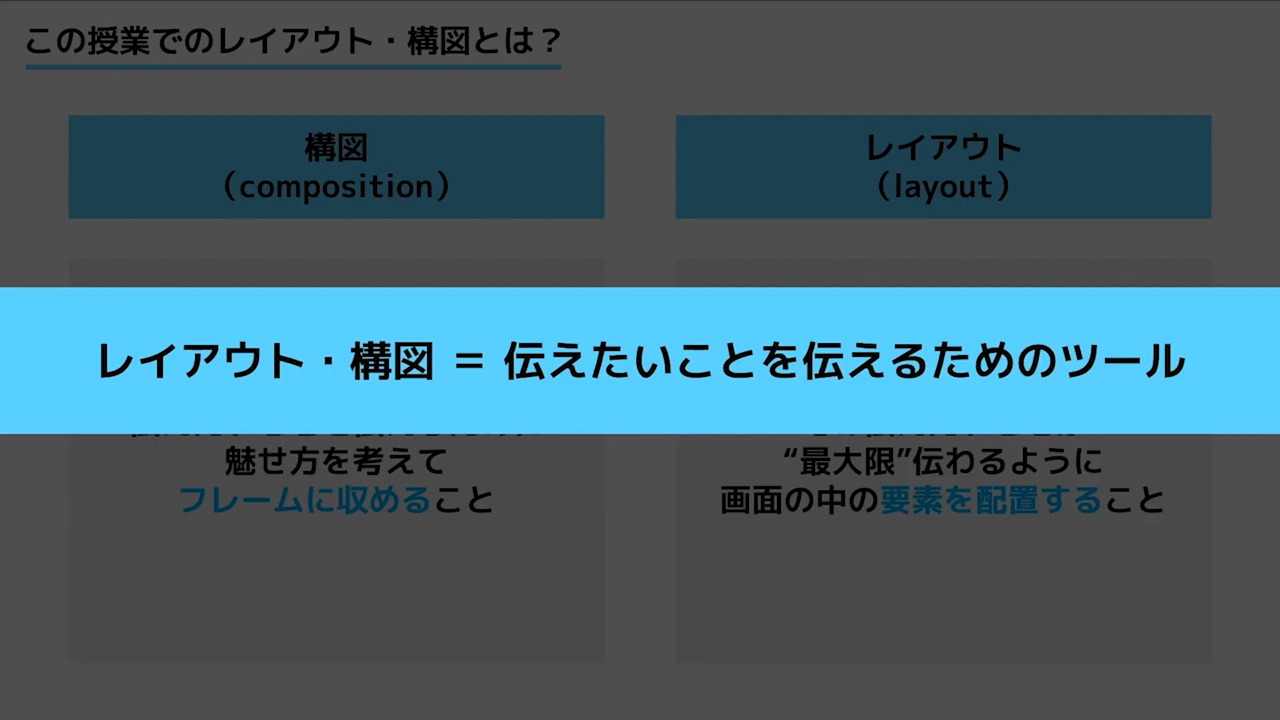 この授業でのレイアウト・構図とは？
構図
（composition）
レイアウト
（layout）
レイアウト・構図 = 伝えたいことを伝えるためのツール
魅せ方を考えて
フレームに収めること
“最大限”伝わるように
画面の中の要素を配置すること